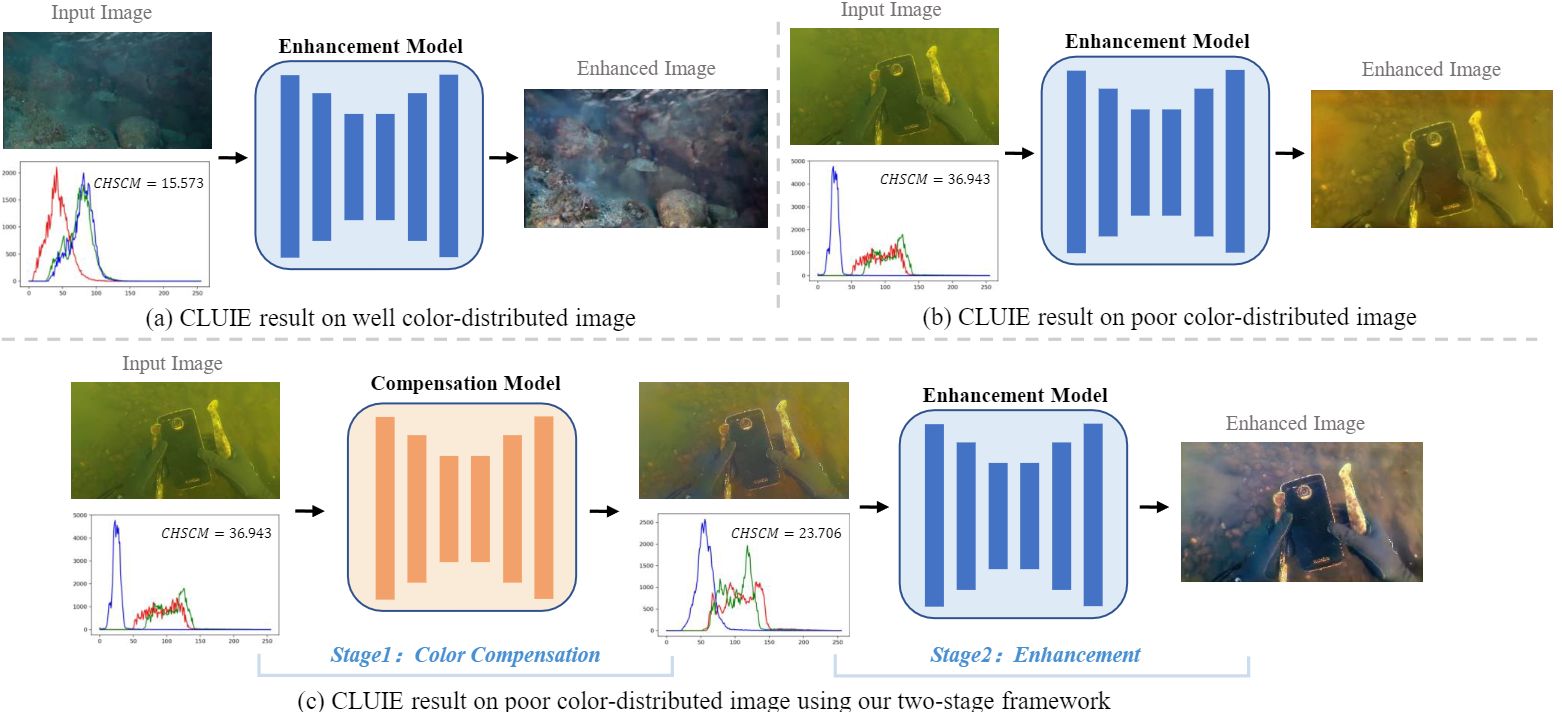 Input Image
Enhancement Model
Enhanced Image
CHSCM = 15.573
2000
1500
1000
500
0
0 50 100 150 200 250
(a) CLUIE result on well color-distributed image
Input Image
Enhancement Model
Enhanced Image
CHSCM = 36.943
5000
4000
3000
2000
1000
0
0 50 100 150 200 250
(b) CLUIE result on poor color-distributed image
Input Image
Compensation Model
Enhancement Model
Enhanced Image
CHSCM = 36.943
5000
4000
3000
2000
1000
0
0 50 100 150 200 250
CHSCM = 23.706
2500
2000
1500
1000
500
0
0 50 100 150 200 250
Stage1：Color Compensation
Stage2：Enhancement
(c) CLUIE result on poor color-distributed image using our two-stage framework